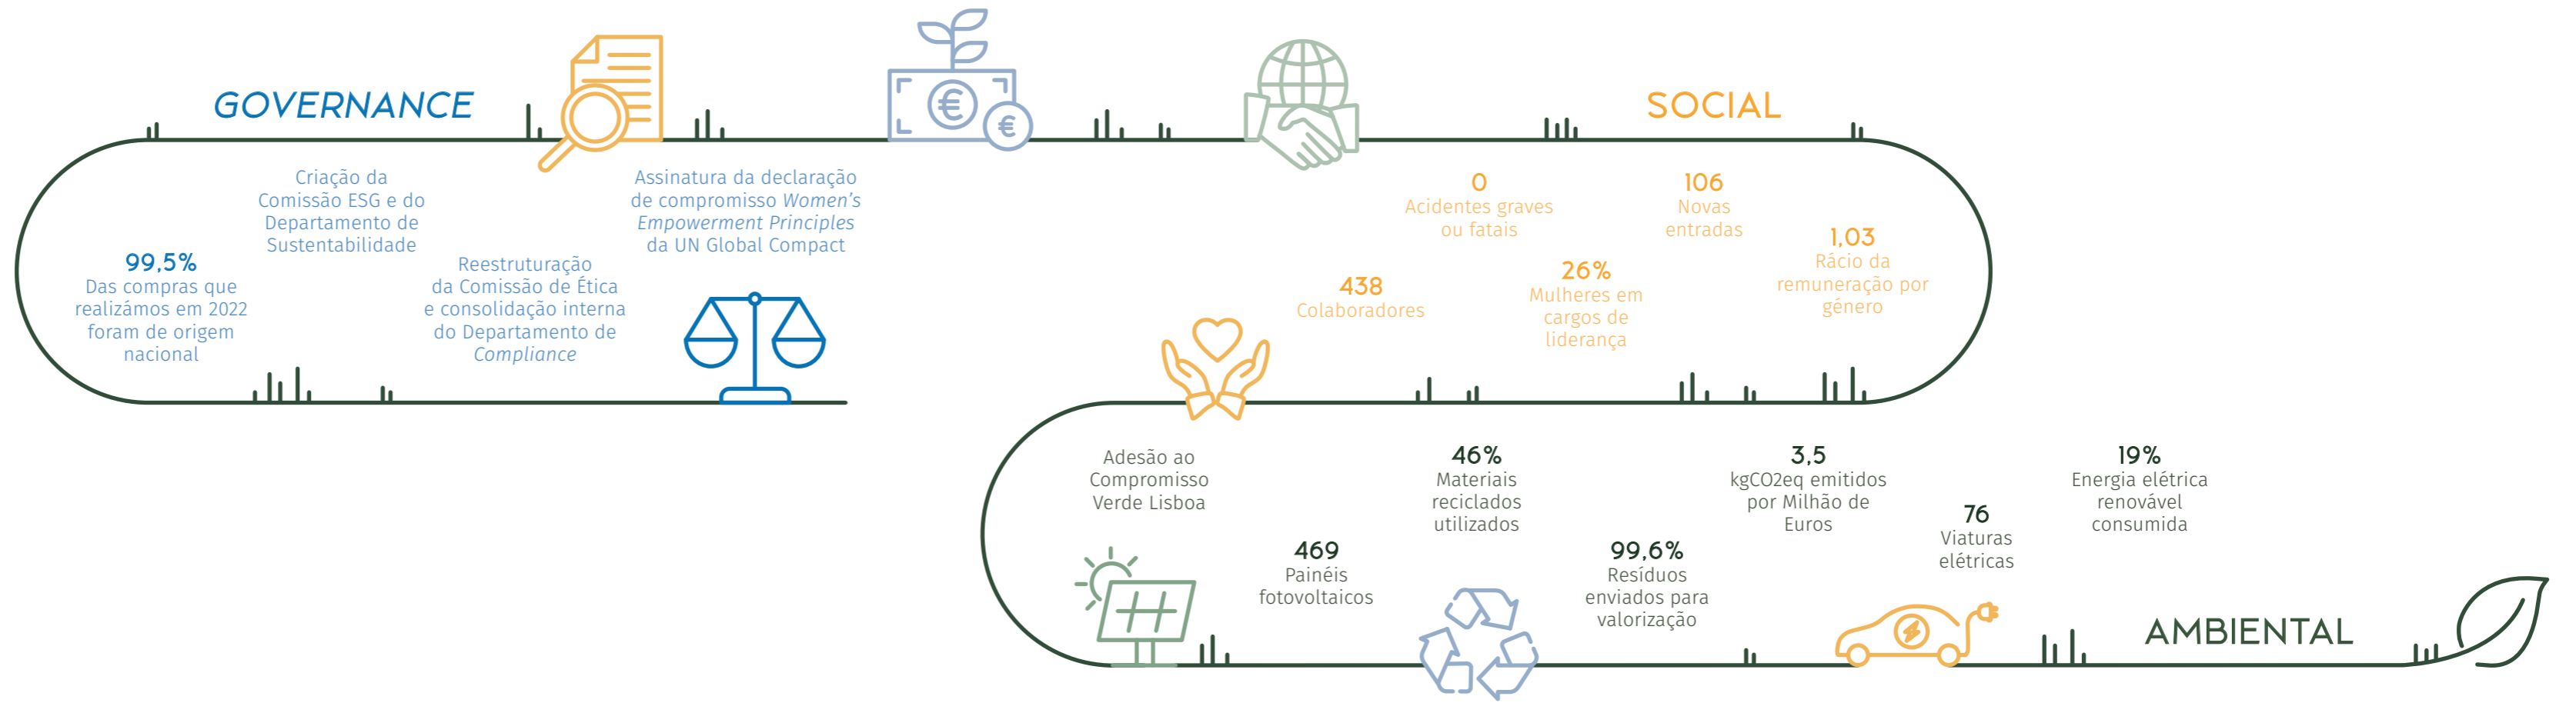 GOVERNANCE
99,5%
Das compras que
realizámos em 2022
foram de origem
nacional
Criação da
Comissão ESG e do
Departamento de
Sustentabilidade
Reestruturação
da Comissão de Ética
e consolidação interna
do Departamento de
Compliance
Assinatura da declaração
de compromisso Women's
Empowerment Principles
da UN Global Compact
€
€
SOCIAL
438
Colaboradores
0
Acidentes graves
ou fatais
26%
Mulheres em
cargos de
liderança
106
Novas
entradas
1,03
Rácio da
remuneração por
género
Adesão ao
Compromisso
Verde Lisboa
469
Painéis
fotovoltaicos
46%
Materiais
reciclados
utilizados
99,6%
Resíduos
enviados para
valorização
3,5
kgCO2eq emitidos
por Milhão de
Euros
76
Viaturas
elétricas
19%
Energia elétrica
renovável
consumida
AMBIENTAL